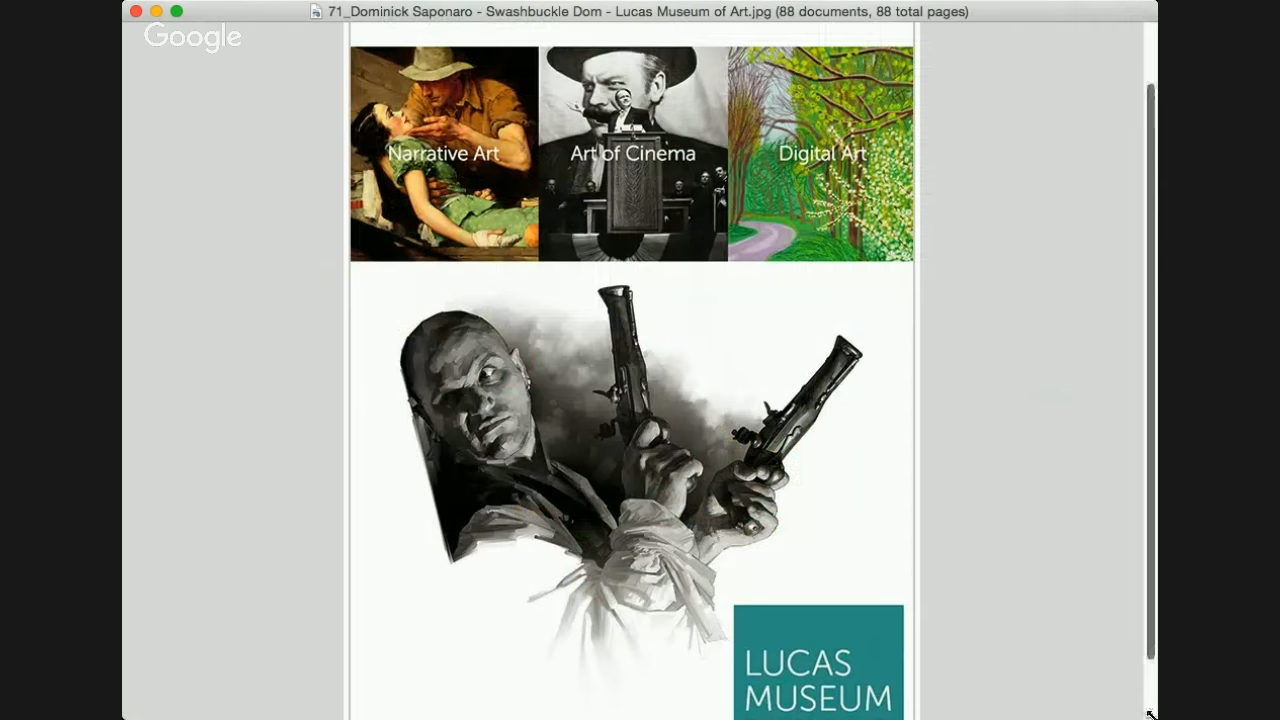 71_Dominick Saponaro - Swashbuckle Dom - Lucas Museum of Art.jpg (88 documents, 88 total pages)
Google
Narrative Art
Art of Cinema
Digital Art
LUCAS
MUSEUM